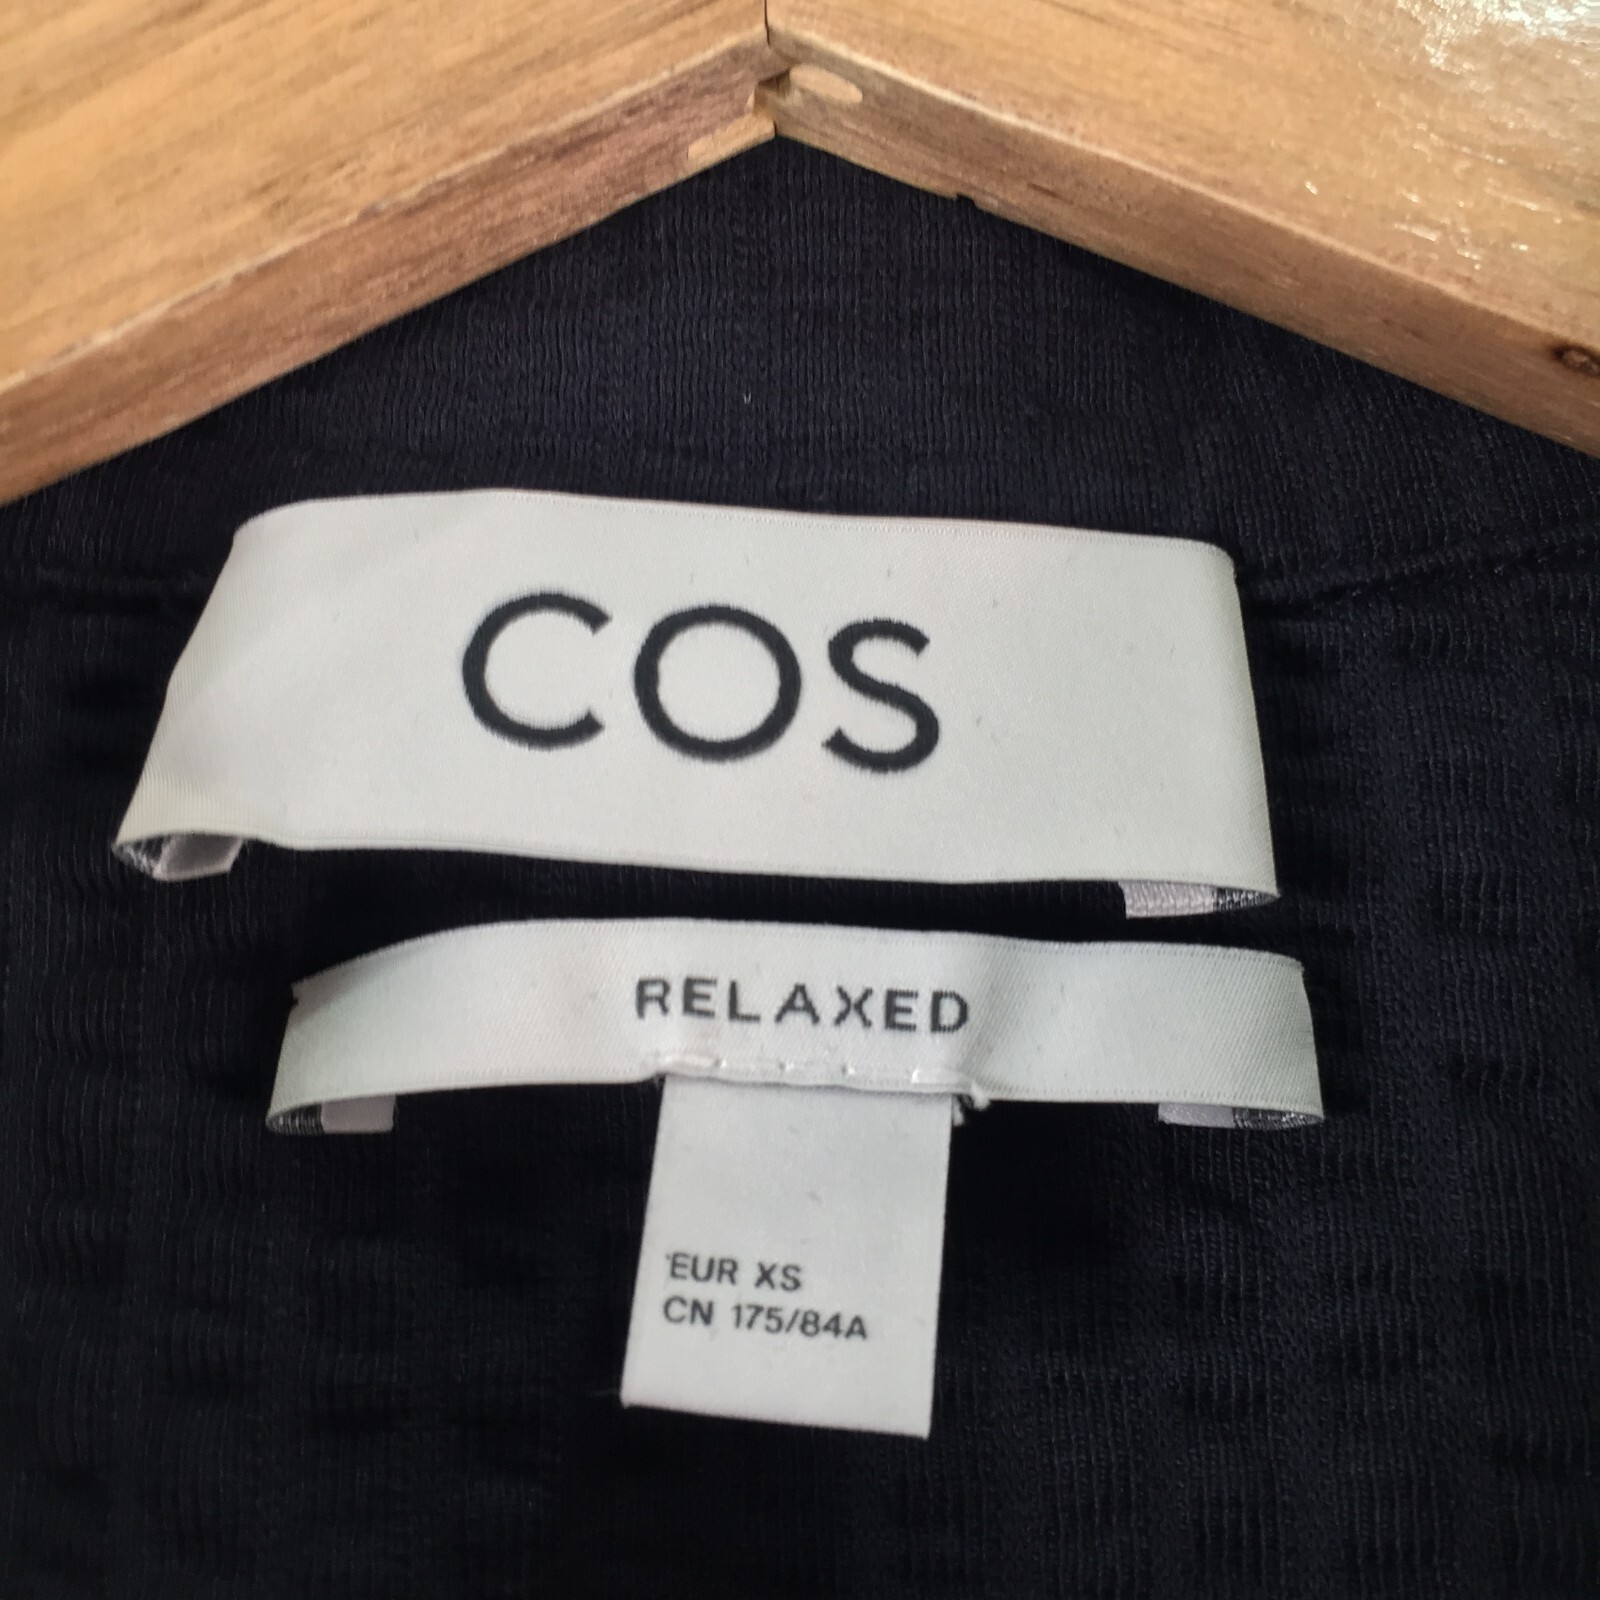 COS
RELAXED
EUR XS
CN 175/84A